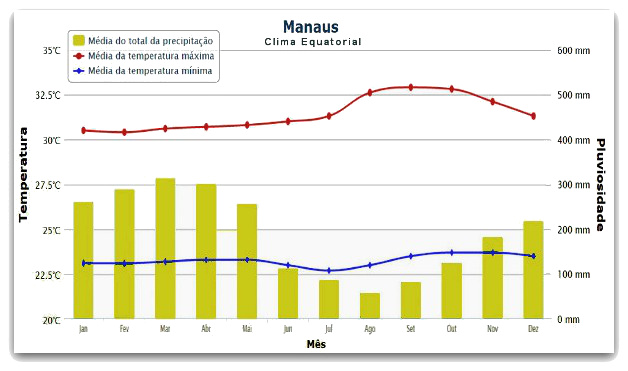 Manaus
Clima Equatorial
Média do total da precipitação
Média da temperatura máxima
Média da temperatura mínima
35°C
600 mm
32.5°C
500 mm
30°C
400 mm
27.5°C
300 mm
25°C
200 mm
22.5°C
100 mm
20°C
0 mm
Temperatura
Pluviosidade
Jan Fev Mar Abr Mai Jun Jul Ago Set Out Nov Dez
Mês